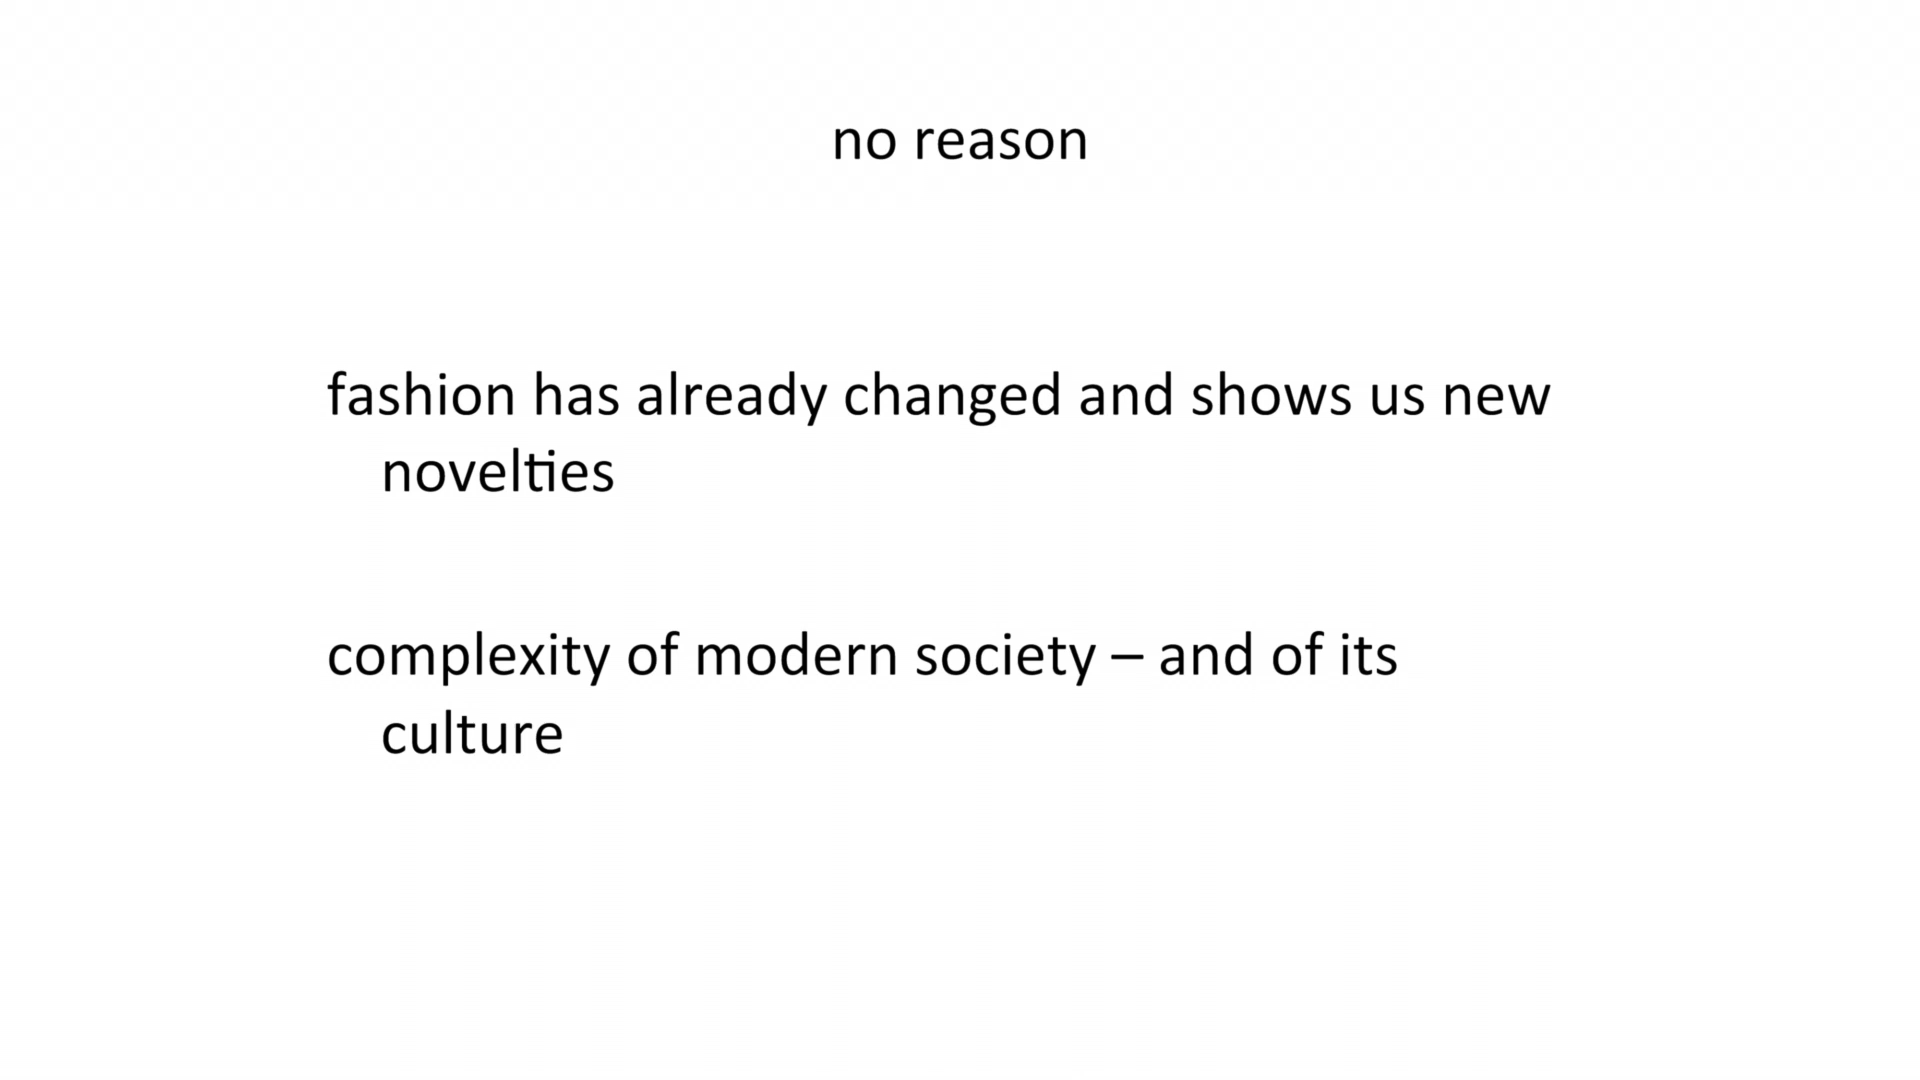 no reason
fashion has already changed and shows us new
novelties
complexity of modern society – and of its
culture